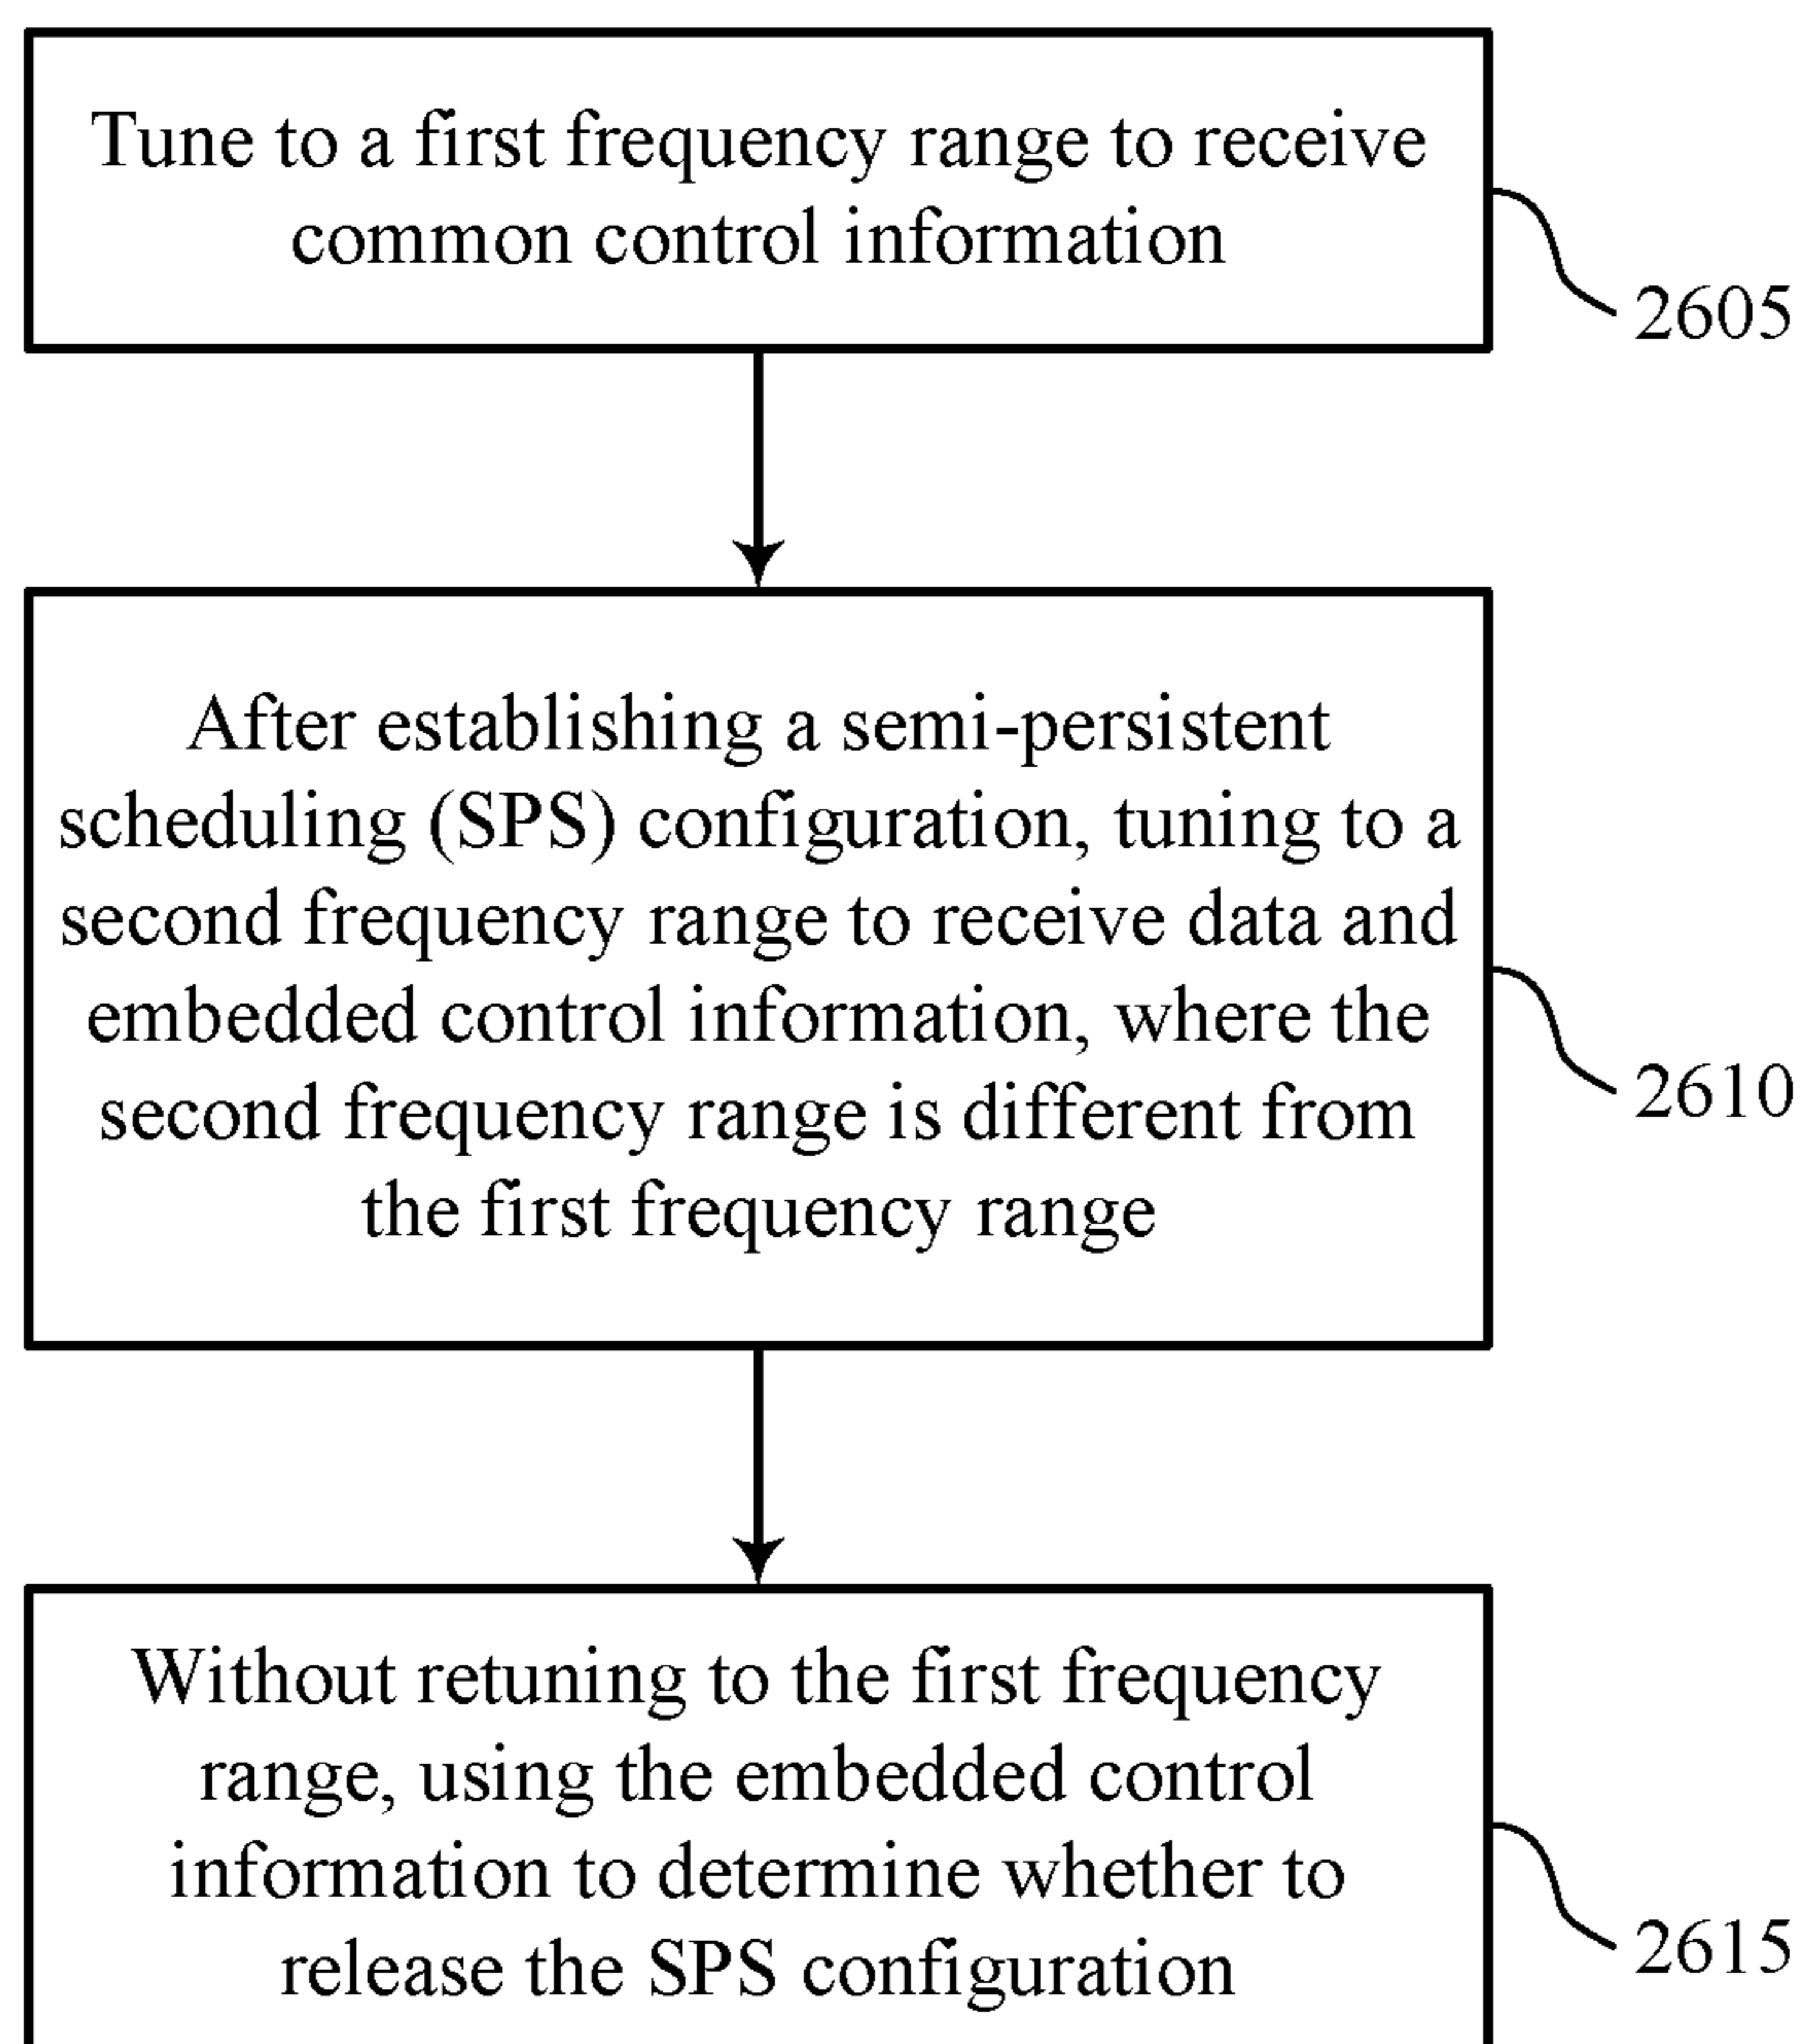 Tune to a first frequency range to receive
common control information
2605
After establishing a semi-persistent
scheduling (SPS) configuration, tuning to a
second frequency range to receive data and
embedded control information, where the
second frequency range is different from
the first frequency range
2610
Without retuning to the first frequency
range, using the embedded control
information to determine whether to
release the SPS configuration
2615